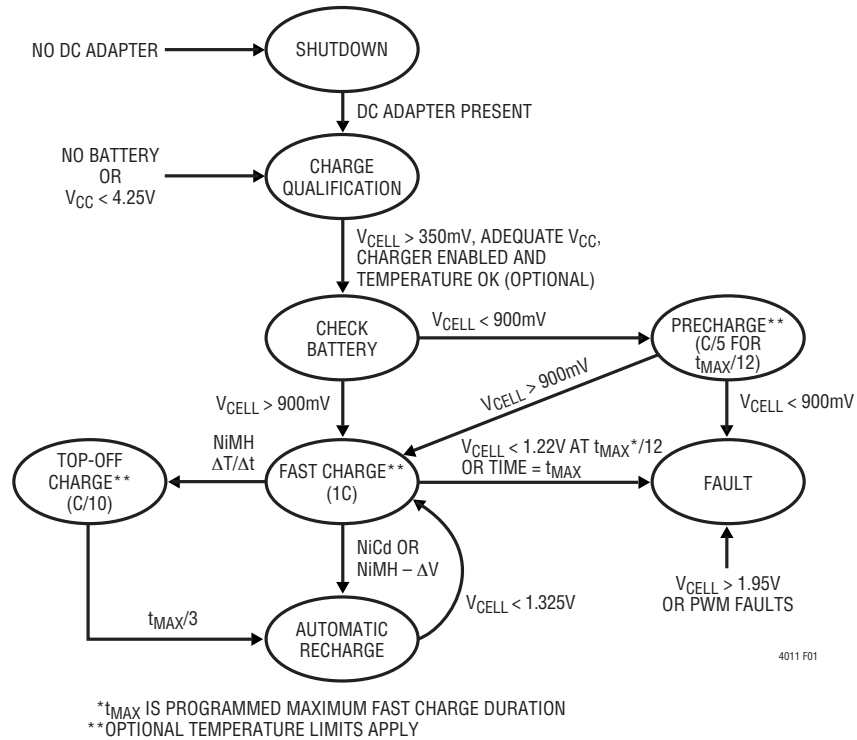 NO DC ADAPTER
SHUTDOWN
DC ADAPTER PRESENT
NO BATTERY
OR
VCC < 4.25V
CHARGE
QUALIFICATION
VCELL > 350mV, ADEQUATE VCC,
CHARGER ENABLED AND
TEMPERATURE OK (OPTIONAL)
CHECK
BATTERY
VCELL < 900mV
PRECHARGE**
(C/5 FOR
tMAX/12)
VCELL > 900mV
VCELL > 900mV
VCELL < 900mV
TOP-OFF
CHARGE**
(C/10)
NiMH
ΔT/Δt
FAST CHARGE**
(1C)
VCELL < 1.22V AT tMAX*/12
OR TIME = tMAX
FAULT
NiCd OR
NiMH – ΔV
VCELL < 1.325V
VCELL > 1.95V
OR PWM FAULTS
tMAX/3
AUTOMATIC
RECHARGE
4011 F01
*tMAX IS PROGRAMMED MAXIMUM FAST CHARGE DURATION
**OPTIONAL TEMPERATURE LIMITS APPLY